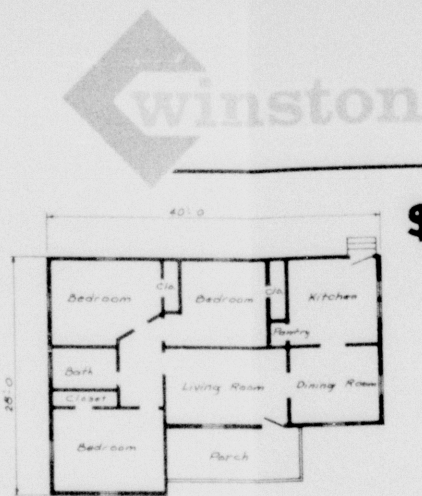 winston
40'-0
$
Bedroom
Clo.
Bedroom
Clo.
Kitchen
Pantry
Bath
Living Room
Dining Room
Closet
28'-0
Bedroom
Porch